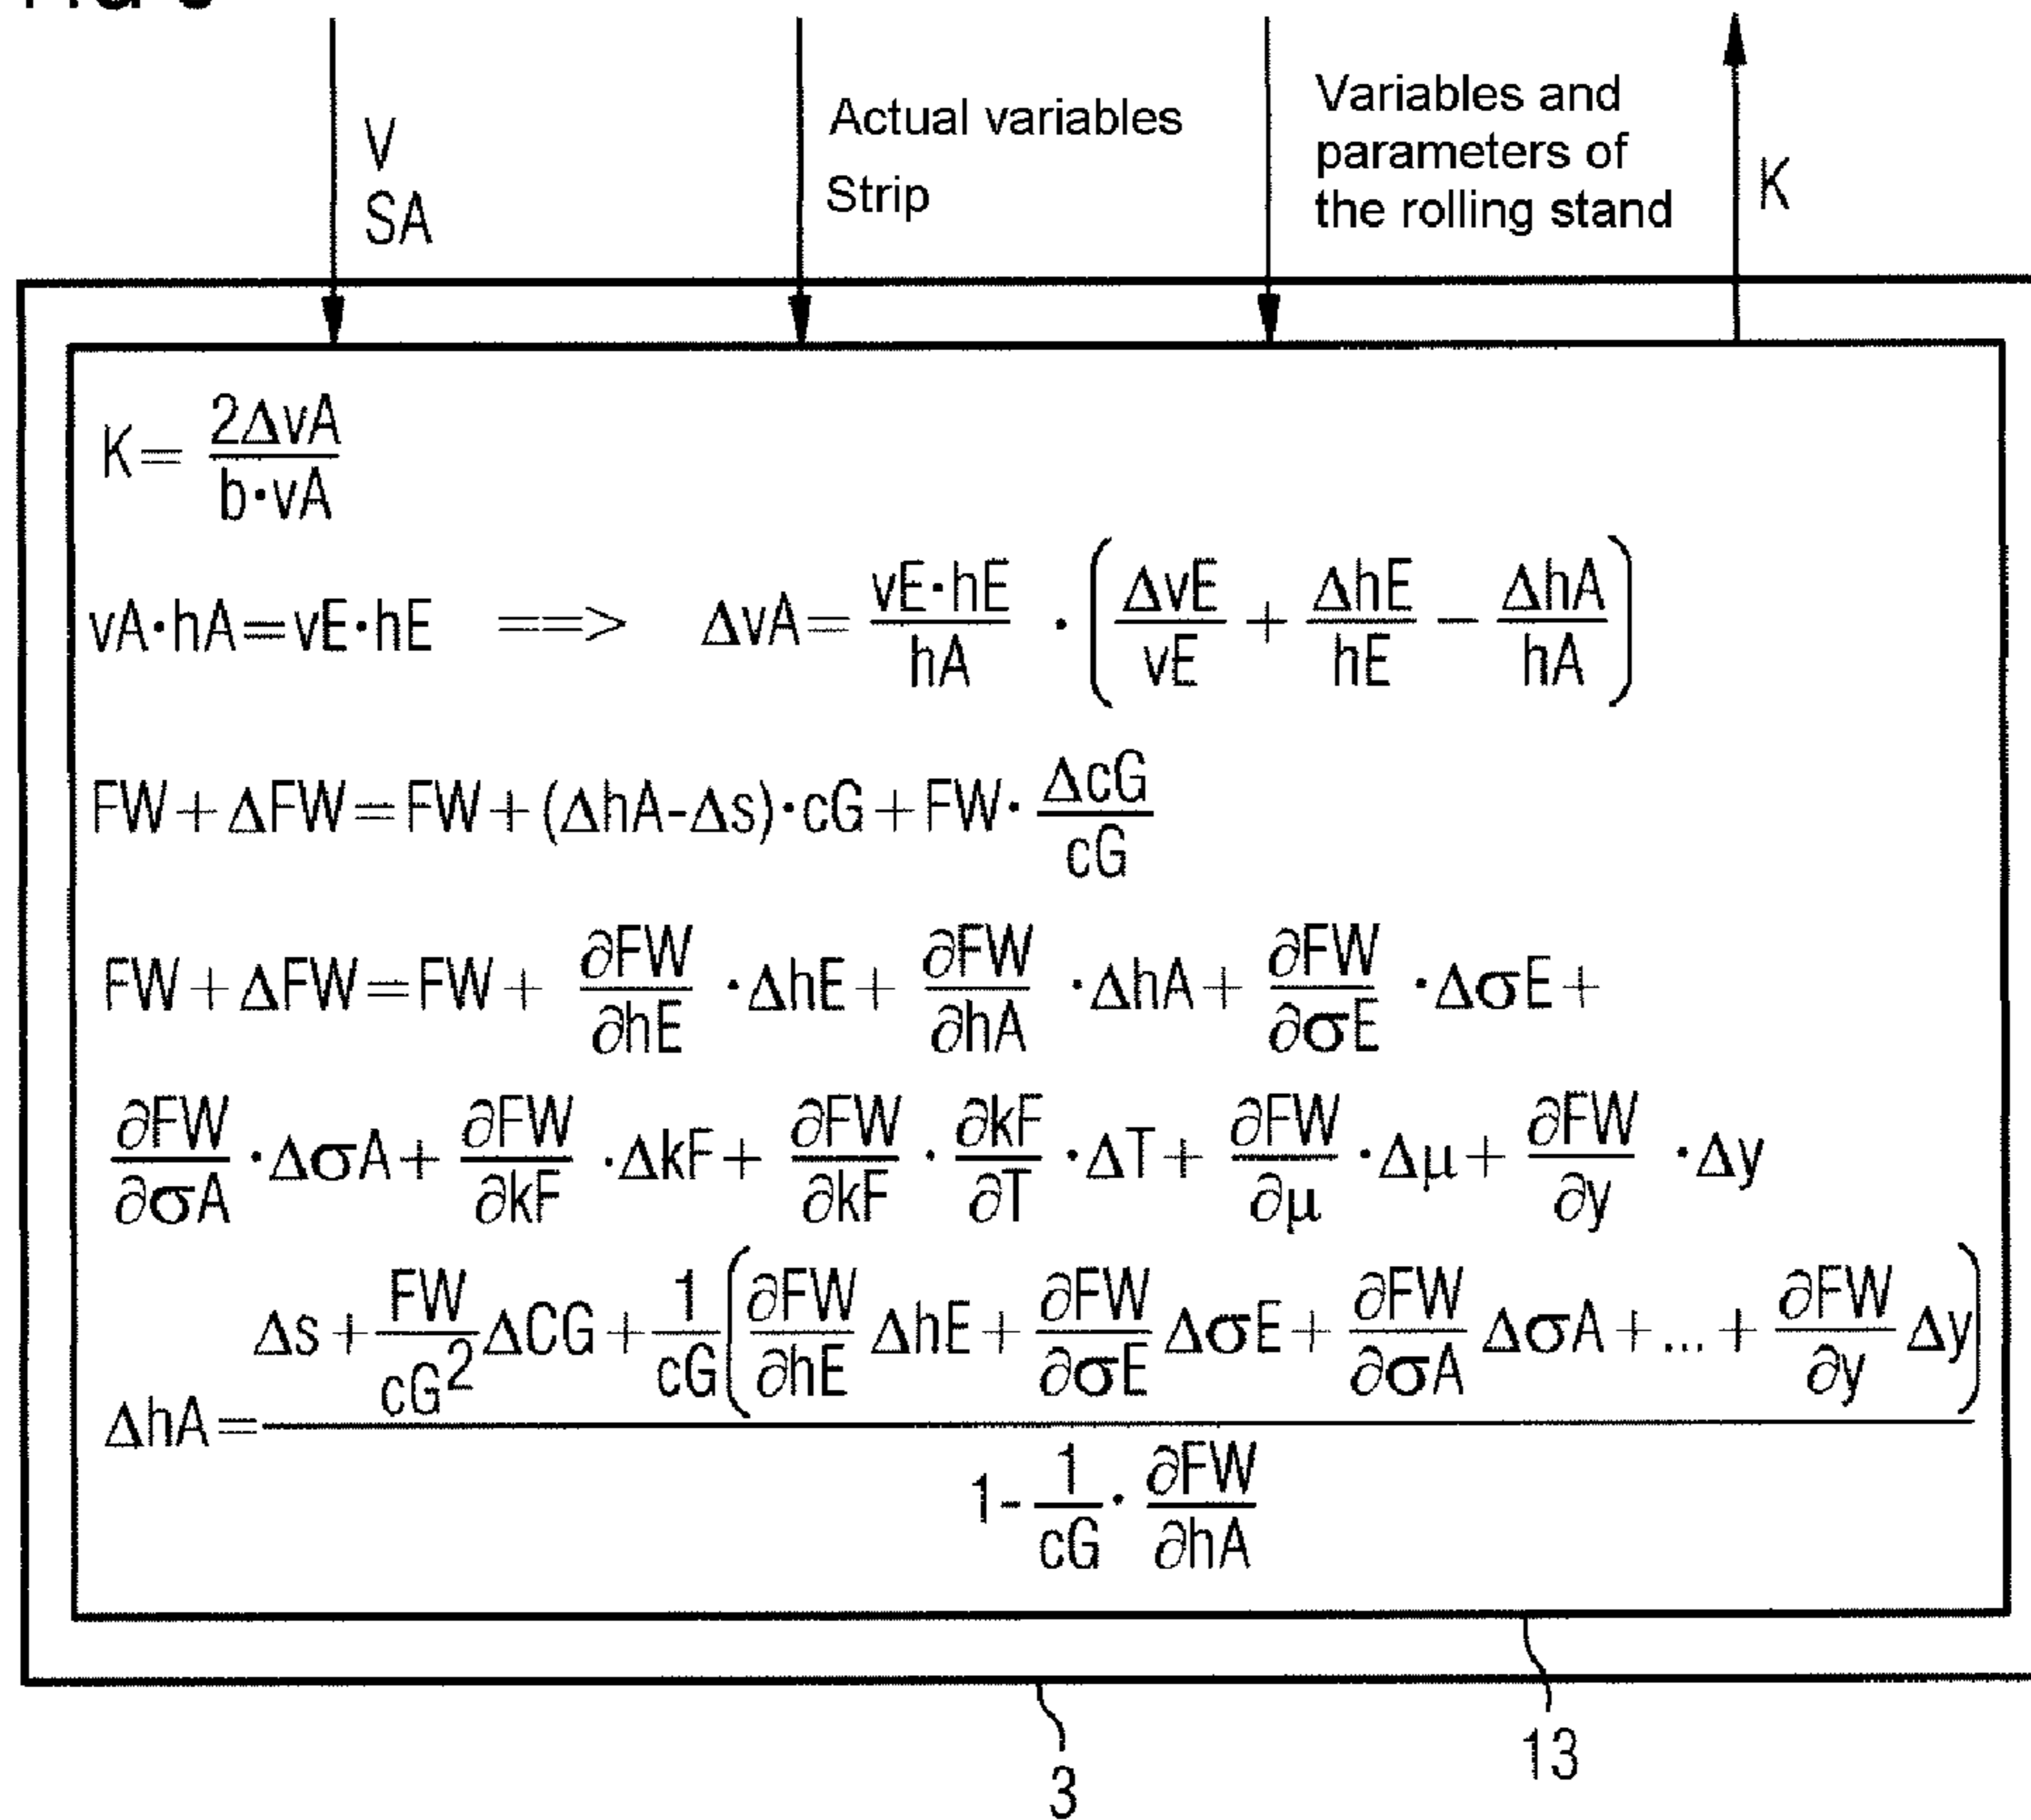 V
SA
Actual variables
Strip
Variables and
parameters of
the rolling stand
K
K = 2ΔvA / b·vA
vA·hA = vE·hE ==> ΔvA = vE·hE / hA · (ΔvE / vE + ΔhE / hE − ΔhA / hA)
FW + ΔFW = FW + (ΔhA-Δs)·cG + FW· ΔcG / cG
FW + ΔFW = FW + ∂FW / ∂hE ·ΔhE + ∂FW / ∂hA ·ΔhA + ∂FW / ∂σE ·ΔσE +
∂FW / ∂σA ·ΔσA + ∂FW / ∂kF ·ΔkF + ∂FW / ∂kF · ∂kF / ∂T ·ΔT + ∂FW / ∂μ ·Δμ + ∂FW / ∂y ·Δy
ΔhA = Δs + FW / cG² ΔCG + 1 / cG (∂FW / ∂hE ΔhE + ∂FW / ∂σE ΔσE + ∂FW / ∂σA ΔσA + ... + ∂FW / ∂y Δy) / 1 - 1 / cG · ∂FW / ∂hA
13
3